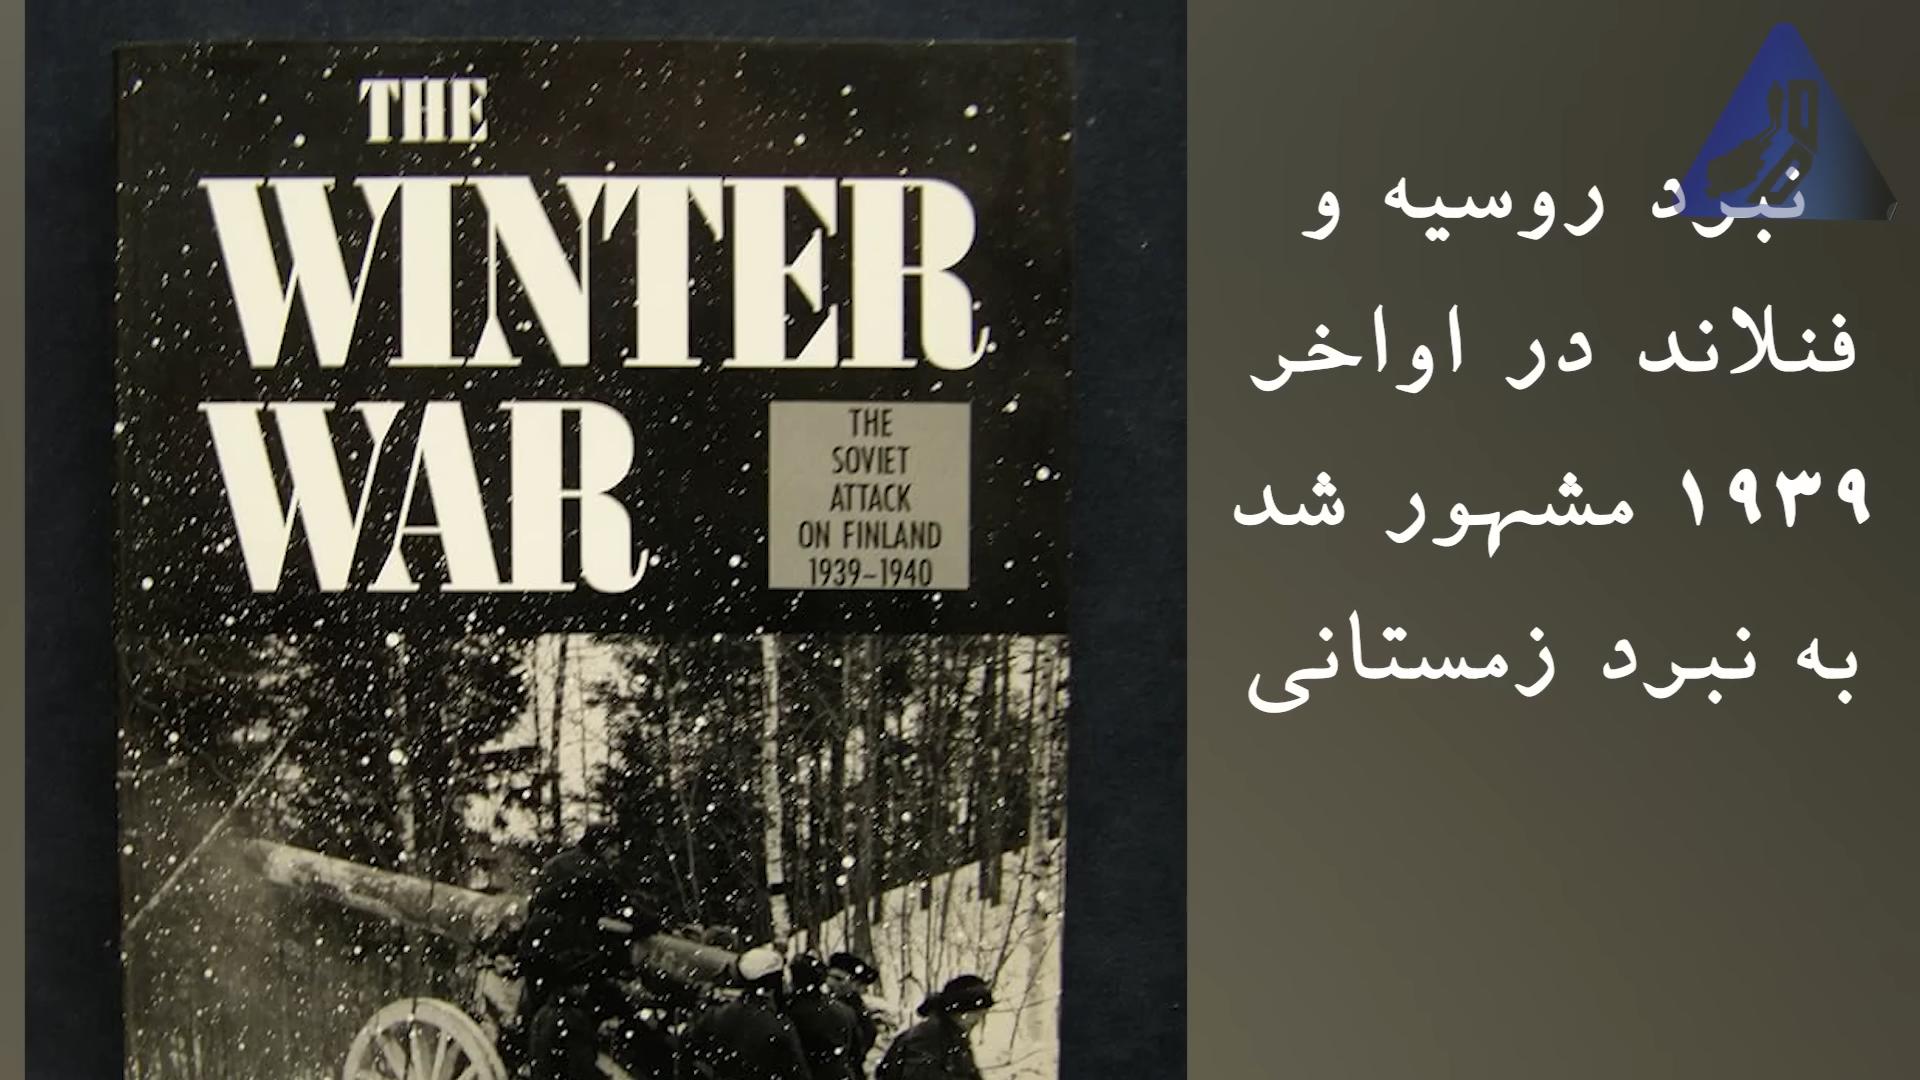 THE
WINTER
WAR
THE
SOVIET
ATTACK
ON FINLAND
1939–1940
نبرد روسیه و
فنلاند در اواخر
۱۹۳۹ مشهور شد
به نبرد زمستانی